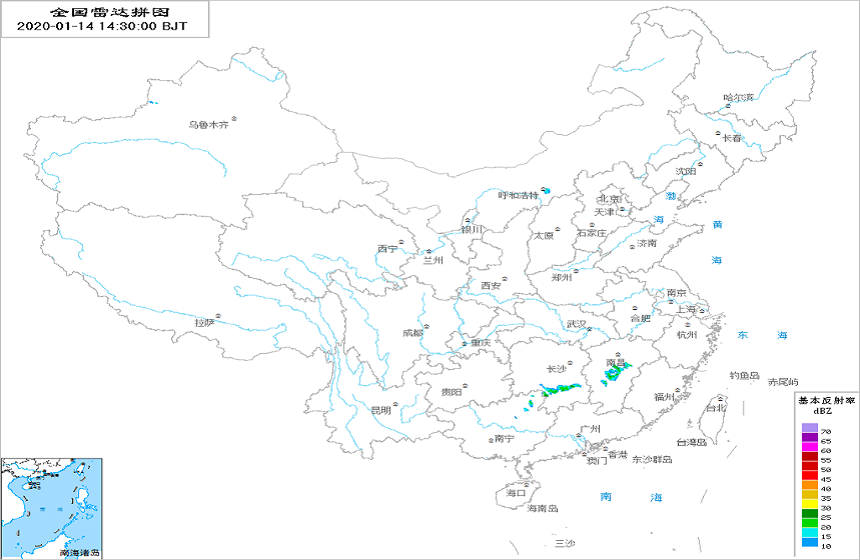 全国雷达拼图
2020-01-14 14:30:00 BJT
哈尔滨
乌鲁木齐
长春
沈阳
呼和浩特
北京
天津
渤
海
黄
海
银川
太原
石家庄
济南
西宁
兰州
郑州
西安
南京
上海
合肥
拉萨
成都
武汉
杭州
东 海
重庆
长沙
南昌
钓鱼岛
赤尾屿
贵阳
福州
昆明
台北
基本反射率
dBZ
70
65
60
55
50
45
40
35
30
25
20
15
10
南宁
广州
台湾岛
香港
澳门
东沙群岛
海口
海南岛
南 海
三沙
南 海
南海诸岛